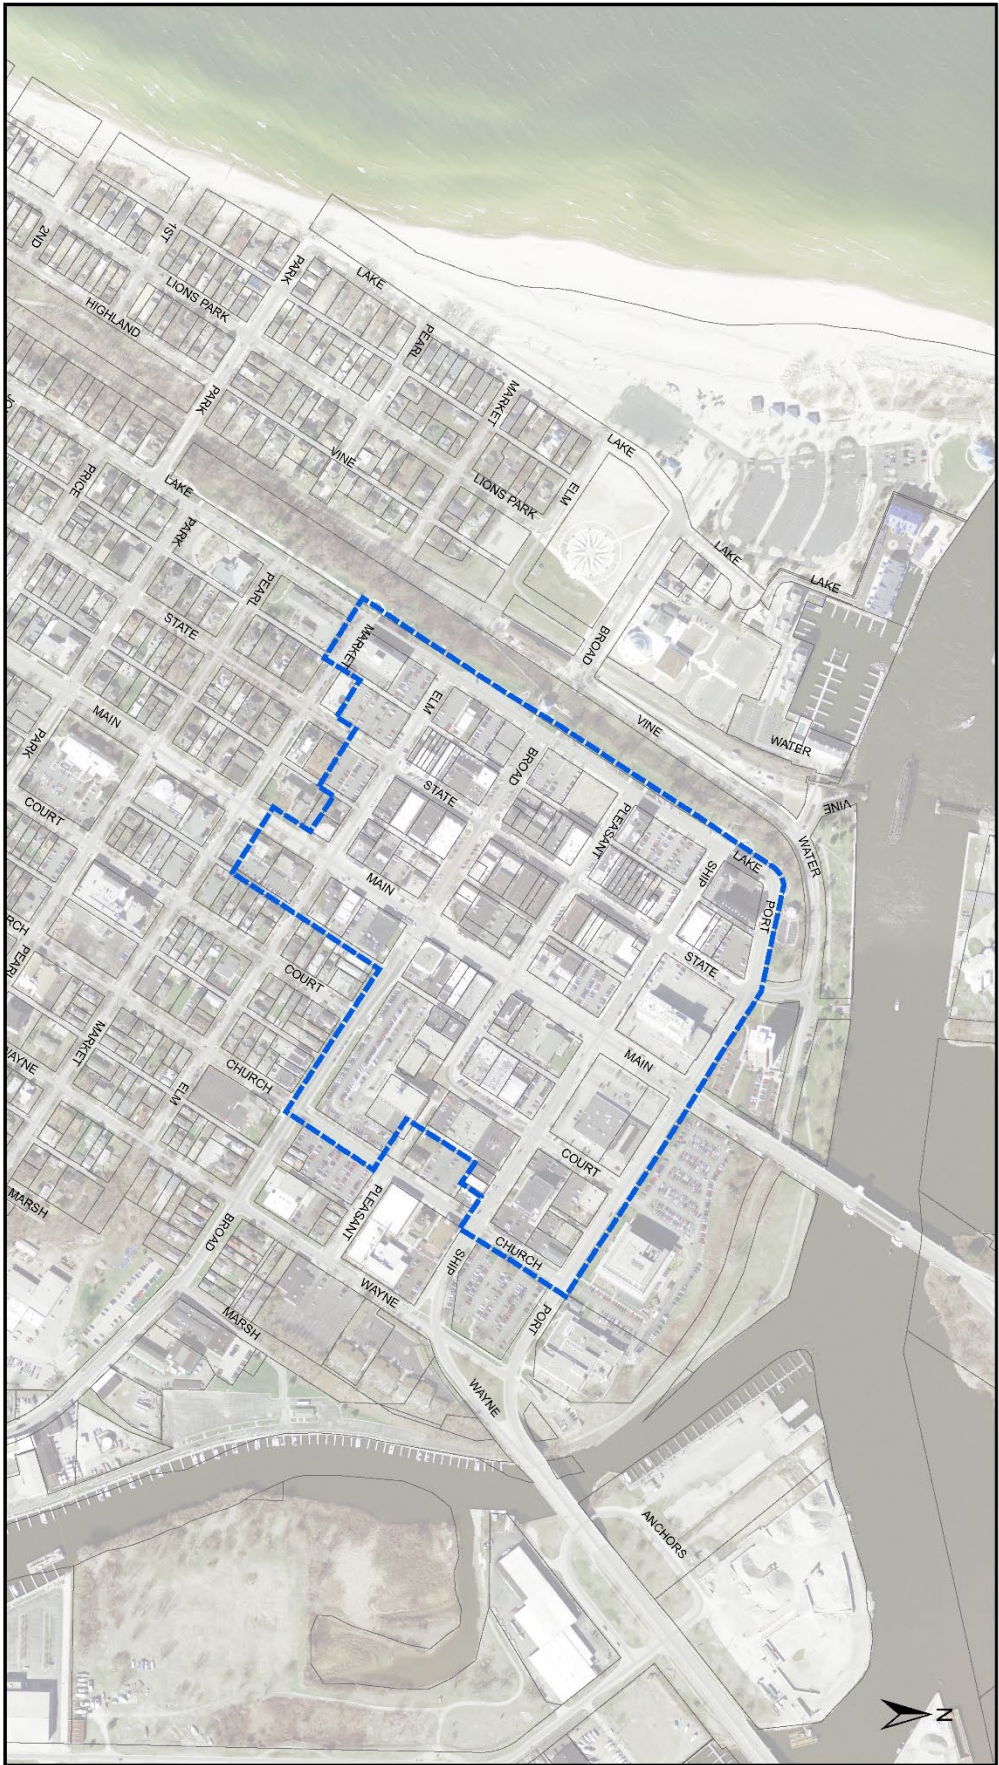 2ND
1ST
PARK
LAKE
LIONS PARK
HIGHLAND
PEARL
MARKET
PARK
VINE
LAKE
LIONS PARK
ELM
LAKE
LAKE
PRICE
LAKE
PARK
PEARL
STATE
MARKET
BROAD
VINE
WATER
VINE
WATER
ELM
MAIN
PARK
COURT
BROAD
STATE
PLEASANT
LAKE
SHIP
PORT
MAIN
STATE
PEARL
COURT
MAIN
MARKET
CHURCH
ELM
COURT
MARSH
BROAD
PLEASANT
CHURCH
SHIP
WAYNE
PORT
MARSH
WAYNE
ANCHORS
N